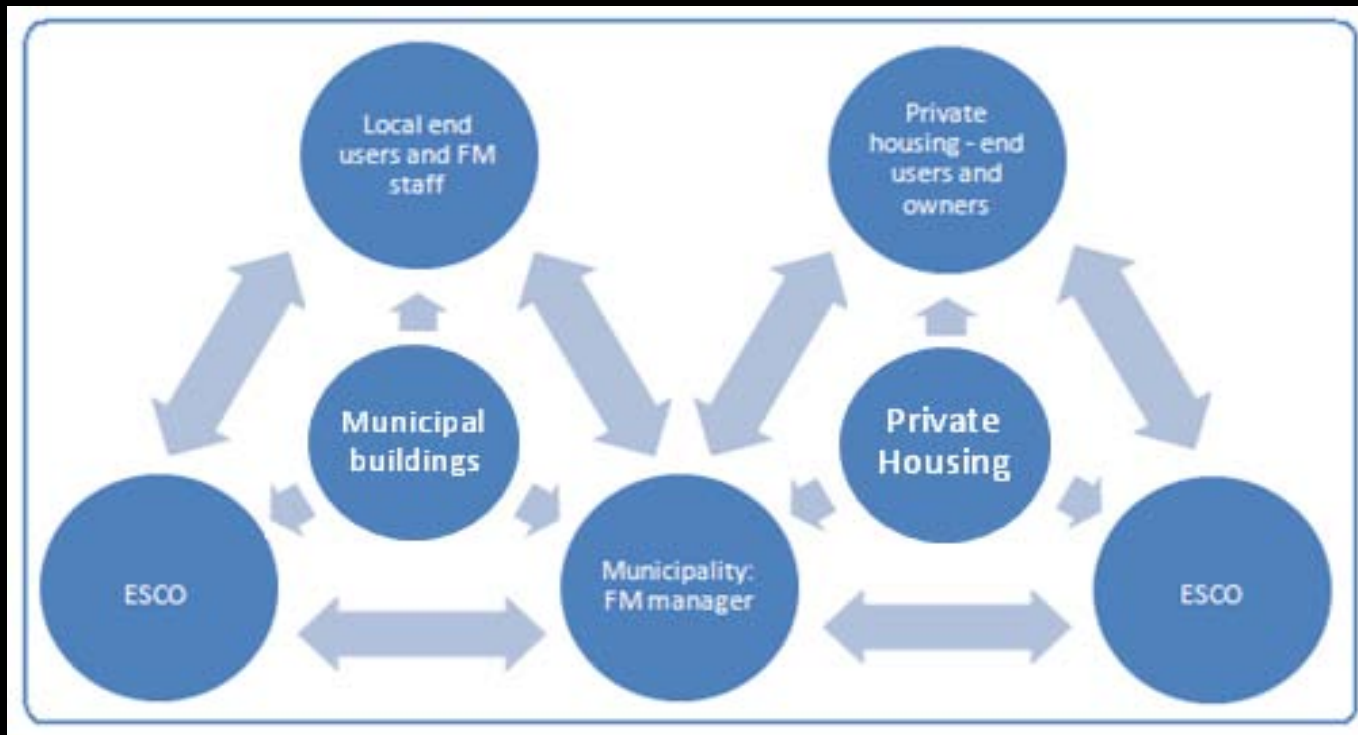 Local end
users and FM
staff
Private
housing - end
users and
owners
Municipal
buildings
Private
Housing
ESCO
Municipality:
FM manager
ESCO